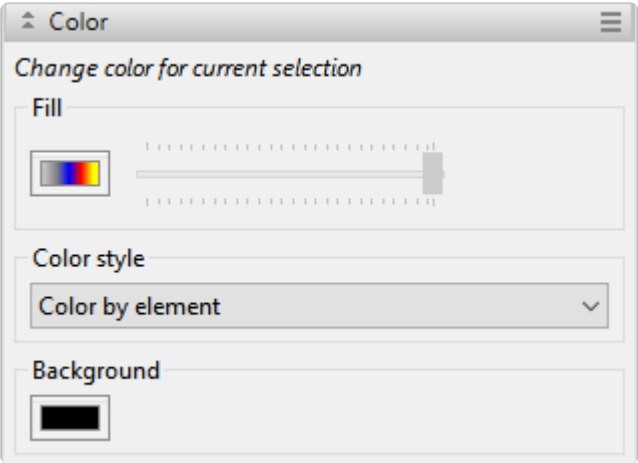 Color
Change color for current selection
Fill
Color style
Color by element
Background